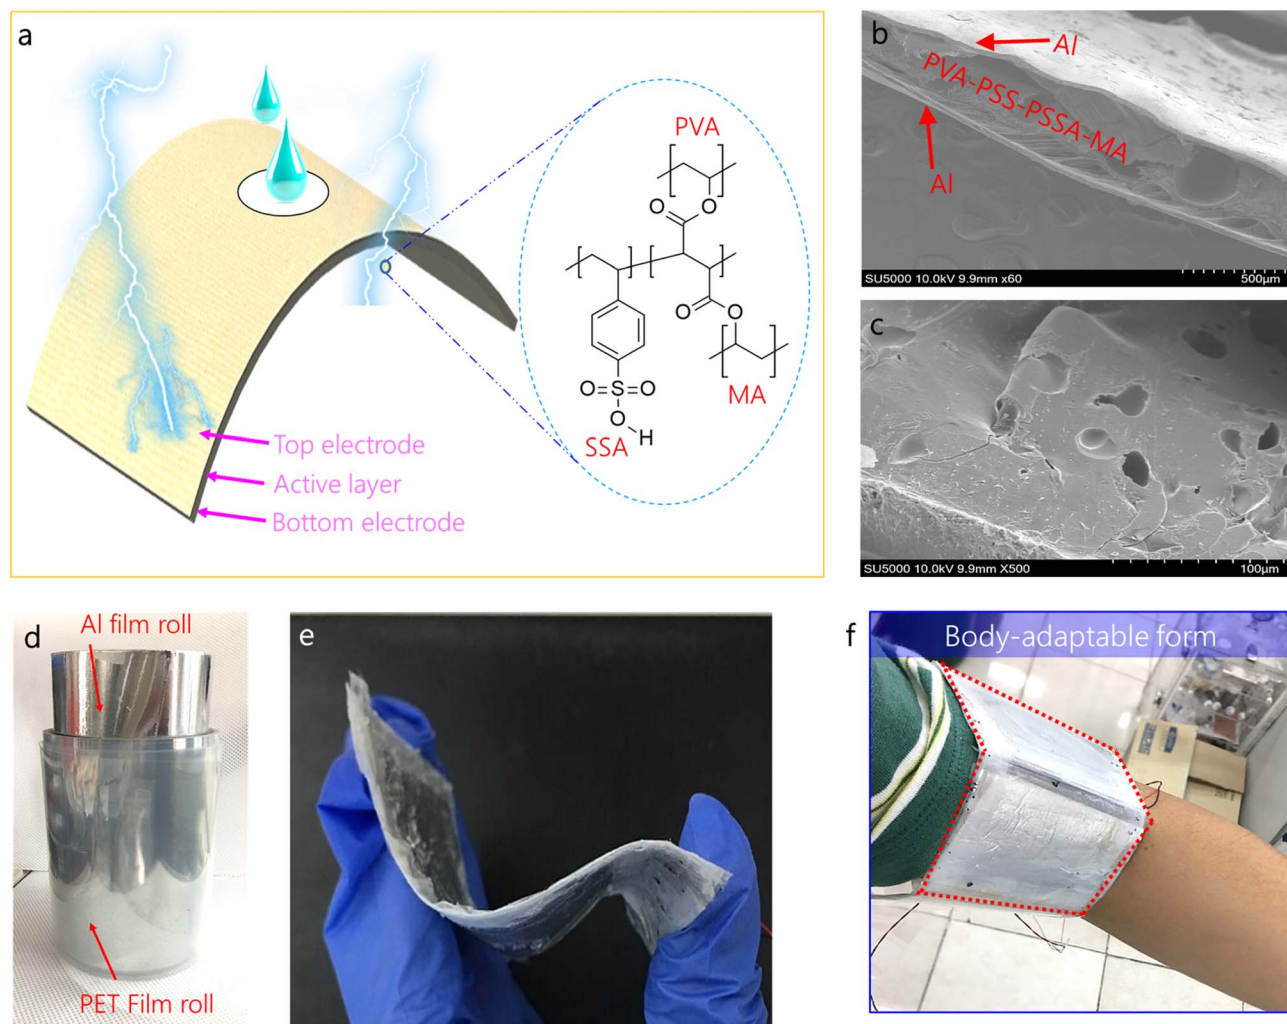 a
PVA
O
O
O
O
O=S=O
O
H
SSA
MA
Top electrode
Active layer
Bottom electrode
b
Al
PVA-PSS-PSSA-MA
Al
SU5000 10.0kV 9.9mm x60
500µm
c
SU5000 10.0kV 9.9mm X500
100µm
d
Al film roll
PET Film roll
e
f
Body-adaptable form